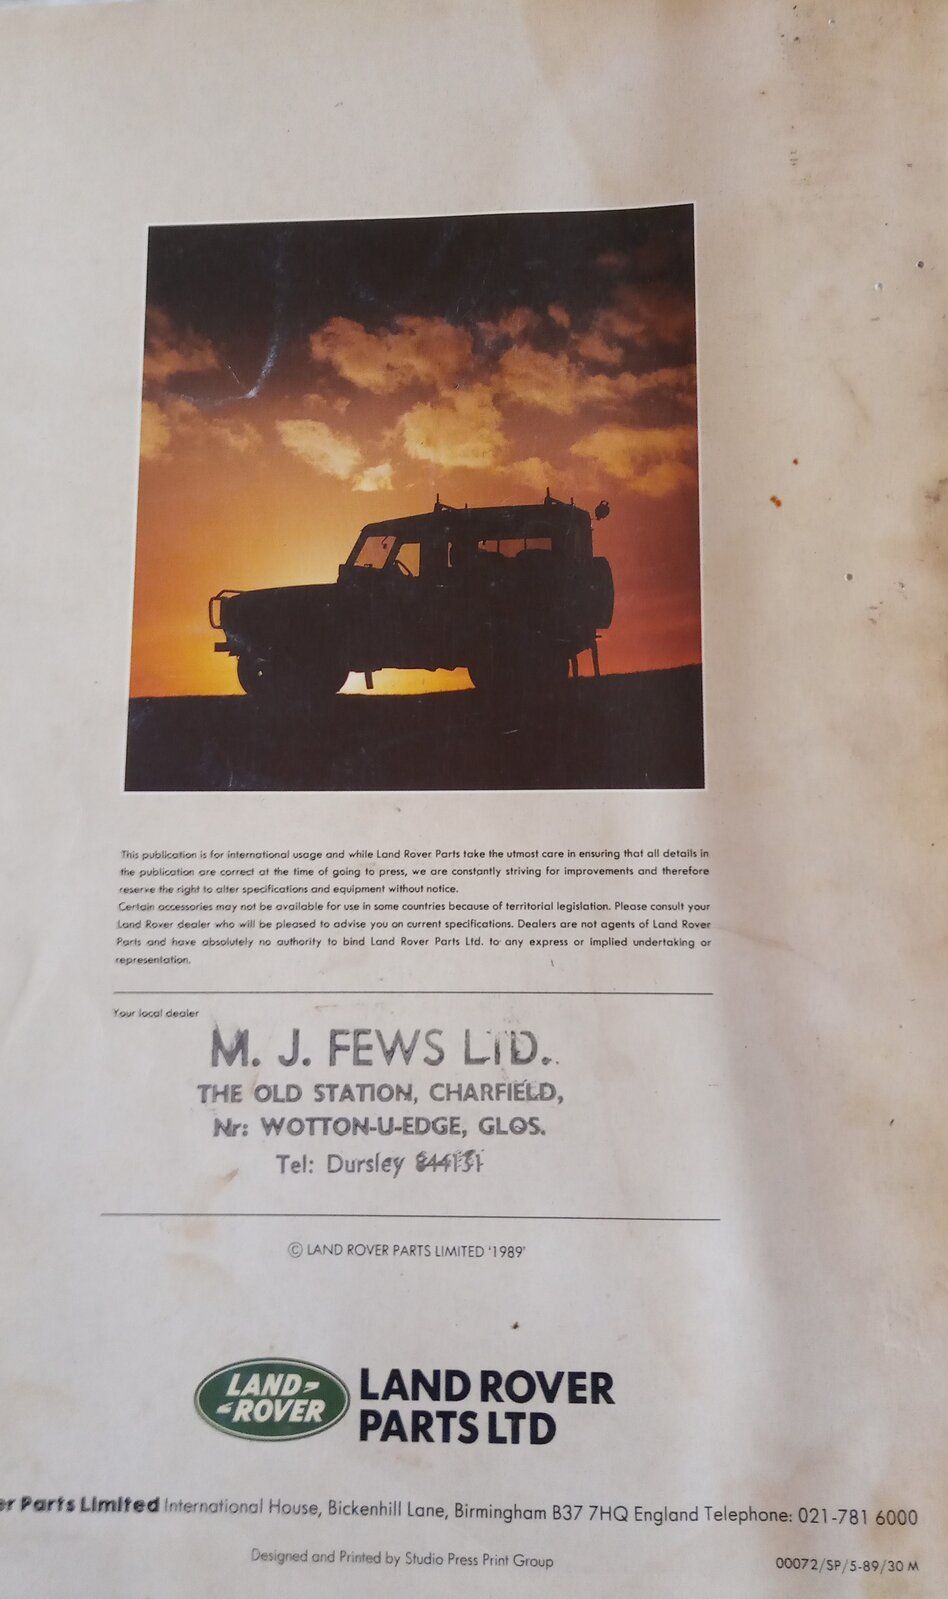 This publication is for international usage and while Land Rover Parts take the utmost care in ensuring that all details in
the publication are correct at the time of going to press, we are constantly striving for improvements and therefore
reserve the right to alter specifications and equipment without notice.
Certain accessories may not be available for use in some countries because of territorial legislation. Please consult your
Land Rover dealer who will be pleased to advise you on current specifications. Dealers are not agents of Land Rover
Parts and have absolutely no authority to bind Land Rover Parts Ltd. to any express or implied undertaking or
representation.
Your local dealer
M. J. FEWS LTD.
THE OLD STATION, CHARFIELD,
Nr: WOTTON-U-EDGE, GLOS.
Tel: Dursley 844131
© LAND ROVER PARTS LIMITED '1989'
LAND
ROVER
LAND ROVER
PARTS LTD
er Parts Limited International House, Bickenhill Lane, Birmingham B37 7HQ England Telephone: 021-781 6000
Designed and Printed by Studio Press Print Group
00072/SP/5-89/30 M